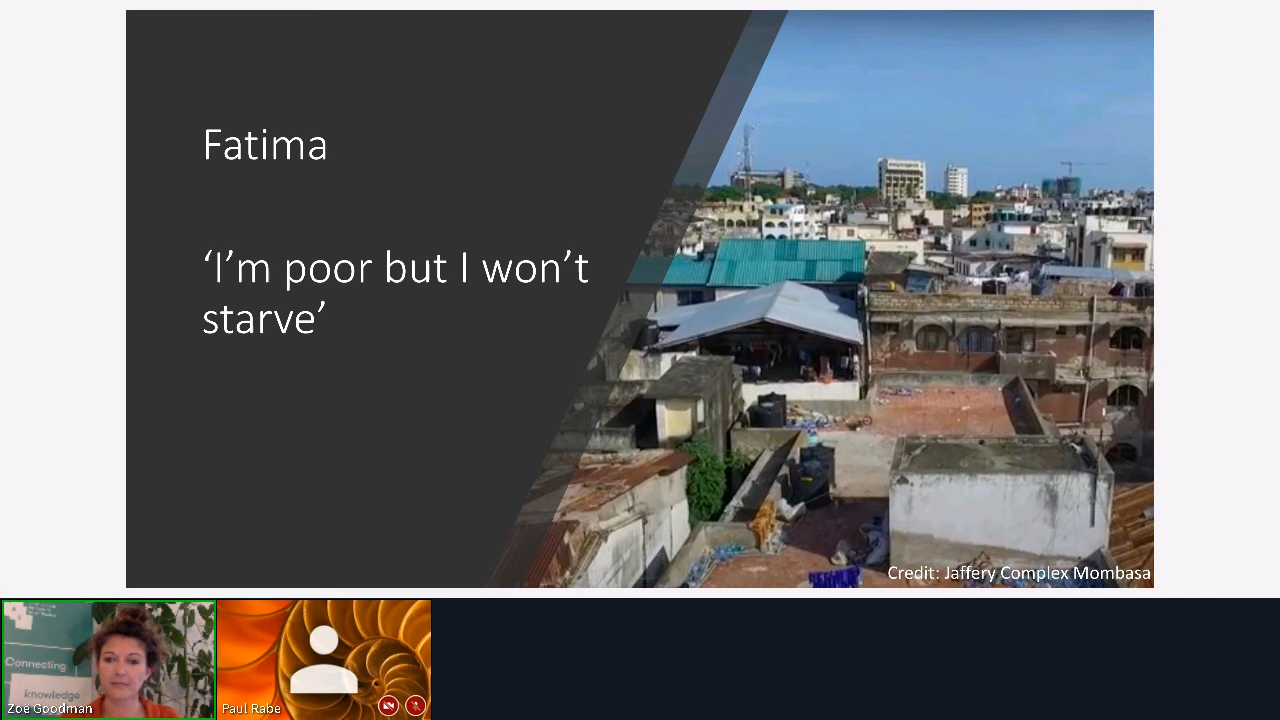 Fatima
‘I’m poor but I won’t
starve’
Credit: Jaffery Complex Mombasa
Connecting
knowledge
Zoë Goodman
Paul Rabe